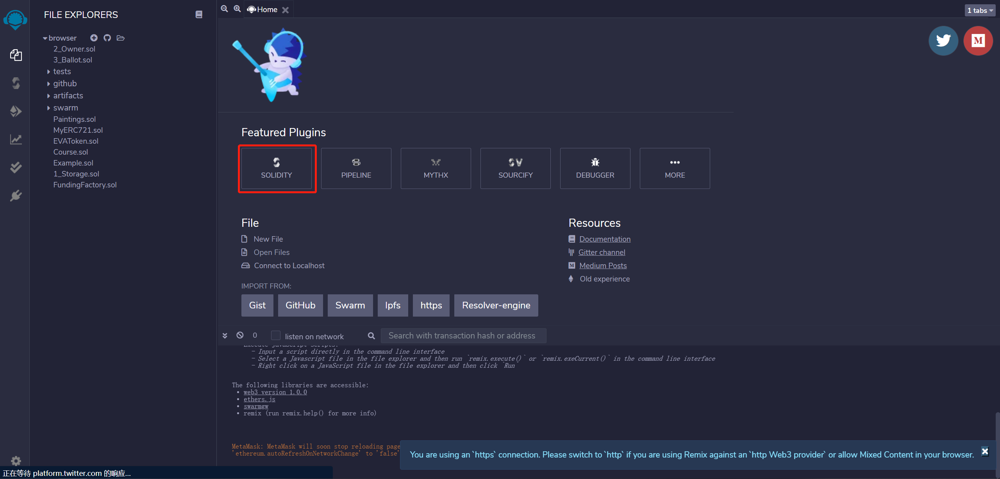 FILE EXPLORERS
browser
2_Owner.sol
3_Ballot.sol
tests
github
artifacts
swarm
Paintings.sol
MyERC721.sol
EVAToken.sol
Course.sol
Example.sol
1_Storage.sol
FundingFactory.sol
Home
1 tabs
Featured Plugins
SOLIDITY
PIPELINE
MYTHX
SOURCIFY
DEBUGGER
MORE
File
New File
Open Files
Connect to Localhost
IMPORT FROM:
Gist
GitHub
Swarm
Ipfs
https
Resolver-engine
Resources
Documentation
Gitter channel
Medium Posts
Old experience
0
listen on network
Search with transaction hash or address
Execute javascript scripts:
- Input a script directly in the command line interface
- Select a Javascript file in the file explorer and then run `remix.execute()` or `remix.exeCurrent()` in the command line interface
- Right click on a JavaScript file in the file explorer and then click `Run`
The following libraries are accessible:
• web3 version 1.0.0
• ethers.js
• swarmgw
• remix (run remix.help() for more info)
MetaMask: MetaMask will soon stop reloading page
'ethereum.autoRefreshOnNetworkChange' to 'false'
You are using an `https` connection. Please switch to `http` if you are using Remix against an `http Web3 provider` or allow Mixed Content in your browser.
正在等待 platform.twitter.com 的响应...